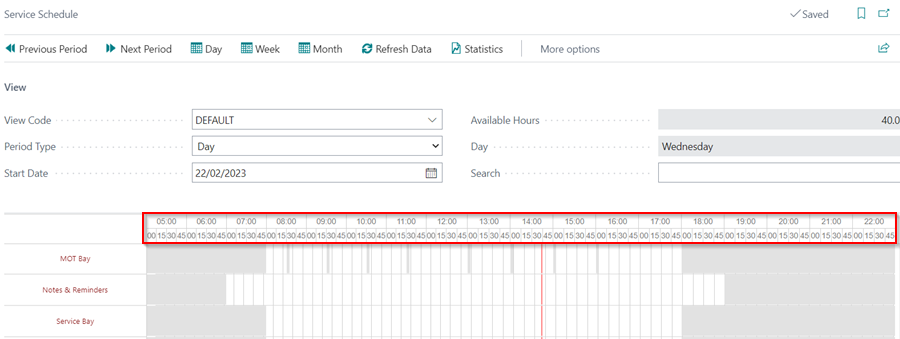 Service Schedule
Saved
Previous Period Next Period Day Week Month Refresh Data Statistics More options
View
View Code DEFAULT Available Hours 40.0
Period Type Day Day Wednesday
Start Date 22/02/2023 Search
05:00 06:00 07:00 08:00 09:00 10:00 11:00 12:00 13:00 14:00 15:00 16:00 17:00 18:00 19:00 20:00 21:00 22:00
00 15 30 45 00 15 30 45 00 15 30 45 00 15 30 45 00 15 30 45 00 15 30 45 00 15 30 45 00 15 30 45 00 15 30 45 00 15 30 45 00 15 30 45 00 15 30 45 00 15 30 45 00 15 30 45 00 15 30 45 00 15 30 45 00 15 30 45 00 15 30 45
MOT Bay
Notes & Reminders
Service Bay